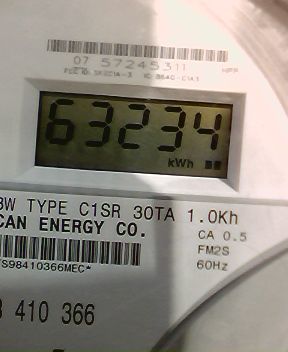 07 57245311
63234
kWh
3W TYPE C1SR 30TA 1.0Kh
CAN ENERGY CO.
CA 0.5
FM2S
60Hz
S98410366MEC*
410 366